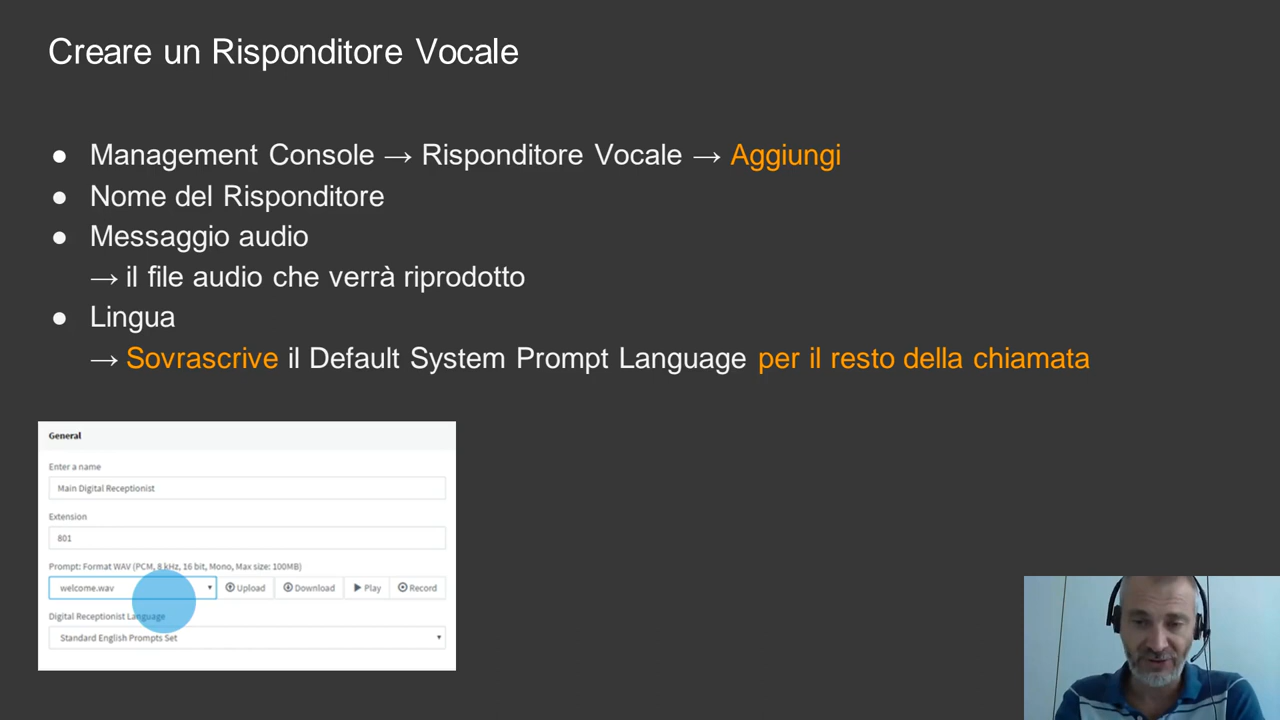 Creare un Risponditore Vocale
● Management Console → Risponditore Vocale → Aggiungi
● Nome del Risponditore
● Messaggio audio
→ il file audio che verrà riprodotto
● Lingua
→ Sovrascrive il Default System Prompt Language per il resto della chiamata
General
Enter a name
Main Digital Receptionist
Extension
801
Prompt: Format WAV (PCM, 8 kHz, 16 bit, Mono, Max size: 100MB)
welcome.wav Upload Download Play Record
Digital Receptionist Language
Standard English Prompts Set